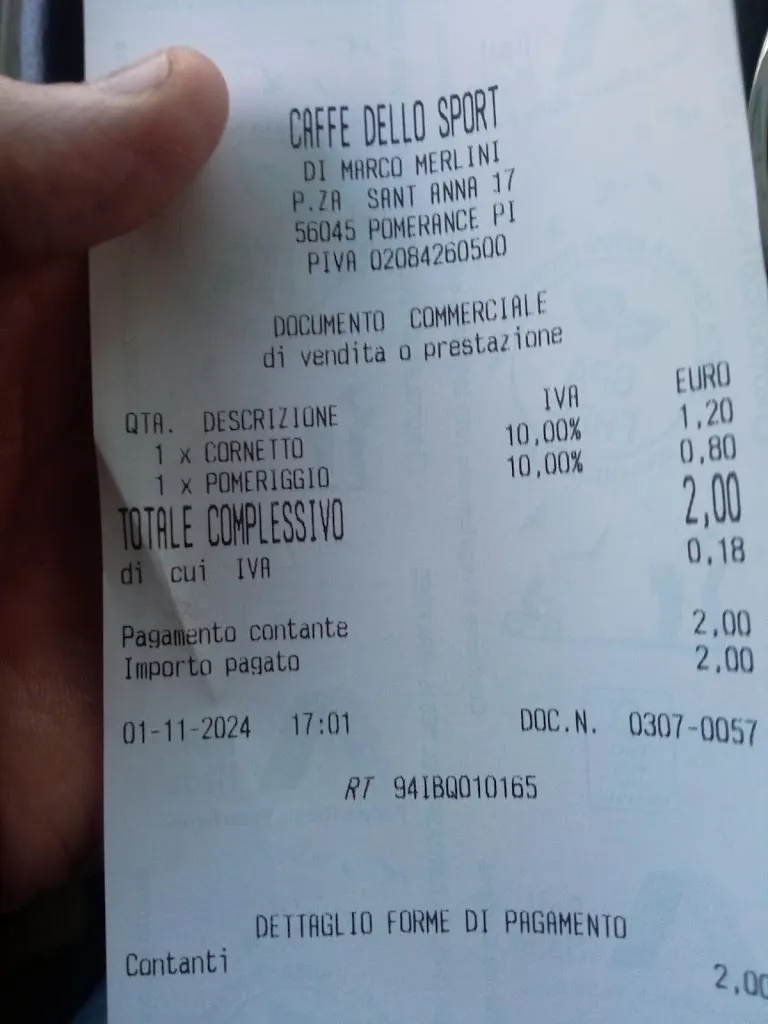 CAFFE DELLO SPORT
DI MARCO MERLINI
P.ZA SANT ANNA 17
56045 POMERANCE PI
PIVA 02084260500
DOCUMENTO COMMERCIALE
di vendita o prestazione
QTA. DESCRIZIONE IVA EURO
1 x CORNETTO 10,00% 1,20
1 x POMERIGGIO 10,00% 0,80
TOTALE COMPLESSIVO 2,00
di cui IVA 0,18
Pagamento contante 2,00
Importo pagato 2,00
01-11-2024 17:01 DOC.N. 0307-0057
RT 94IBQ010165
DETTAGLIO FORME DI PAGAMENTO
Contanti 2,00